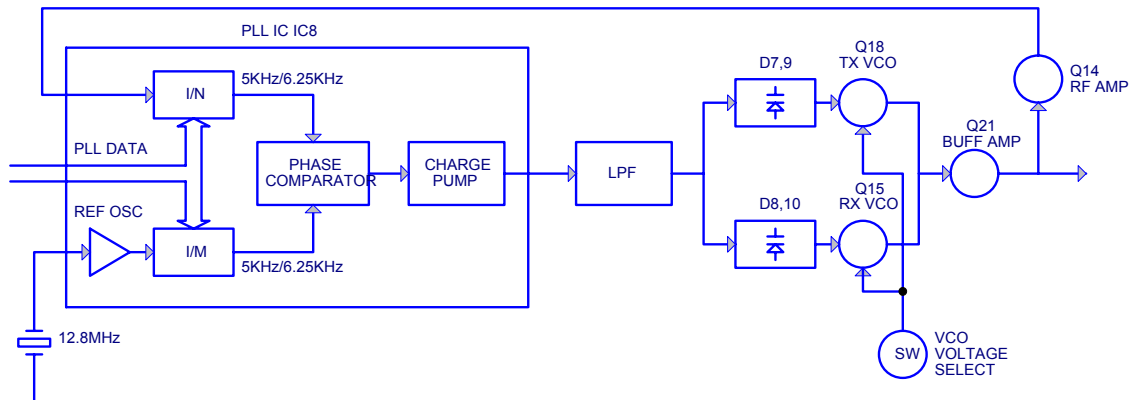 PLL IC IC8
I/N
5KHz/6.25KHz
PLL DATA
PHASE
COMPARATOR
CHARGE
PUMP
REF OSC
I/M
5KHz/6.25KHz
12.8MHz
LPF
D7,9
Q18
TX VCO
Q14
RF AMP
Q21
BUFF AMP
D8,10
Q15
RX VCO
SW
VCO
VOLTAGE
SELECT